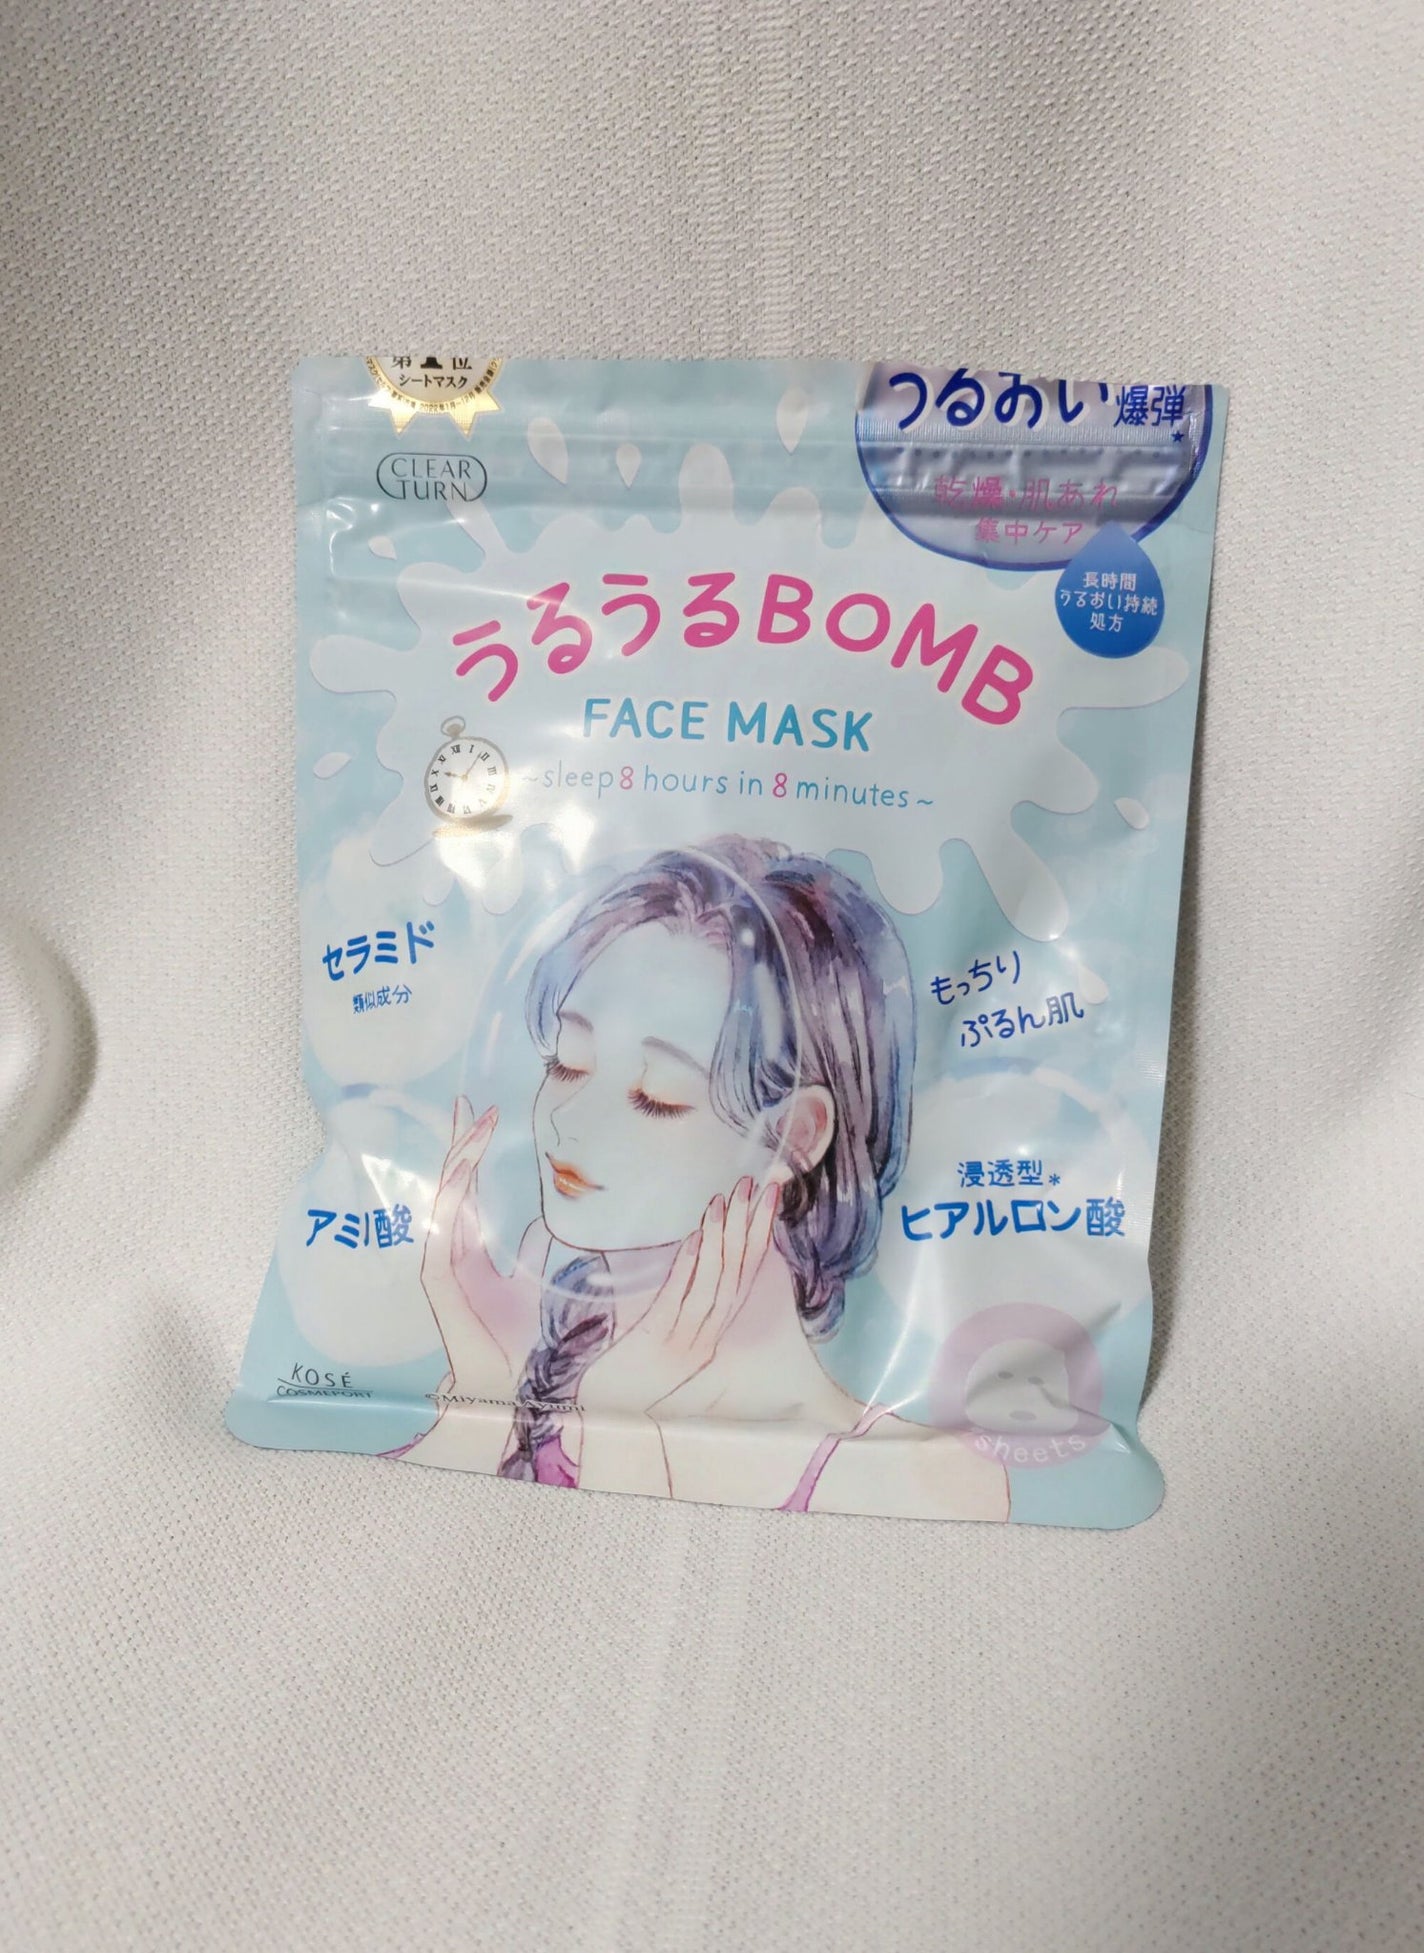 第1位
シートマスク
うるおい爆弾★
乾燥・肌あれ
集中ケア
CLEAR
TURN
長時間
うるおい持続
処方
うるうるBOMB
FACE MASK
~sleep 8 hours in 8 minutes~
セラミド
類似成分
もっちり
ぷるん肌
アミノ酸
浸透型*
ヒアルロン酸
KOSÉ
COSMEPORT
©Miyama Ayumi
sheets